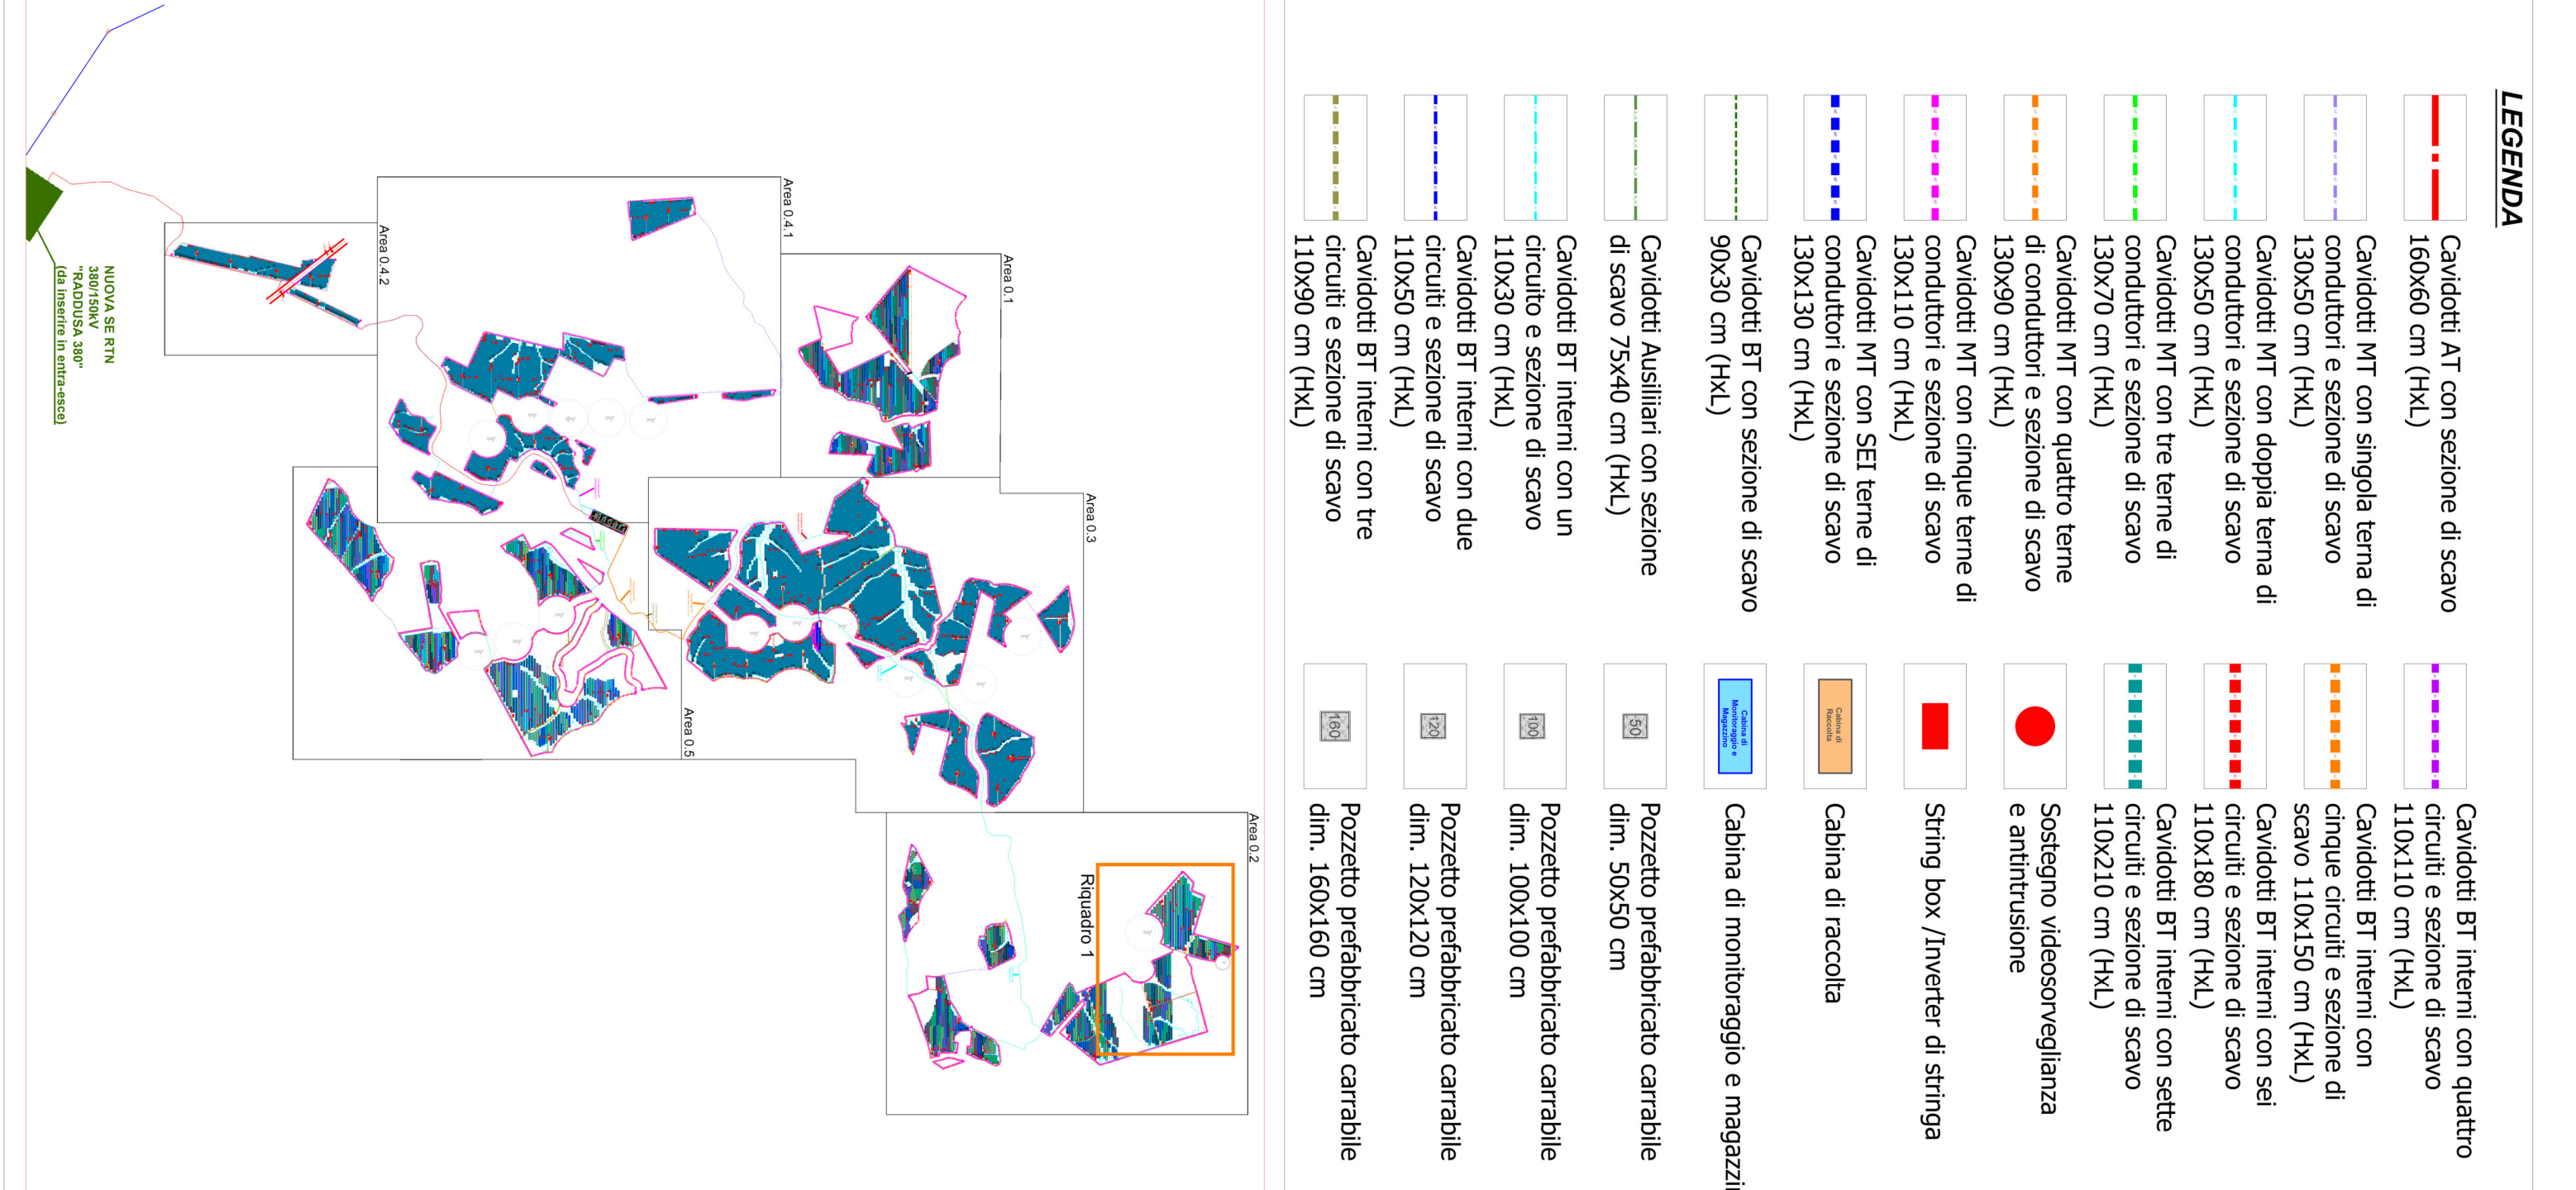 LEGENDA
Cavidotti AT con sezione di scavo
160x60 cm (HxL)
Cavidotti MT con singola terna di
conduttori e sezione di scavo
130x50 cm (HxL)
Cavidotti MT con doppia terna di
conduttori e sezione di scavo
130x50 cm (HxL)
Cavidotti MT con tre terne di
conduttori e sezione di scavo
130x70 cm (HxL)
Cavidotti MT con quattro terne
di conduttori e sezione di scavo
130x90 cm (HxL)
Cavidotti MT con cinque terne di
conduttori e sezione di scavo
130x110 cm (HxL)
Cavidotti MT con SEI terne di
conduttori e sezione di scavo
130x130 cm (HxL)
Cavidotti BT con sezione di scavo
90x30 cm (HxL)
Cavidotti Ausilliari con sezione
di scavo 75x40 cm (HxL)
Cavidotti BT interni con un
circuito e sezione di scavo
110x30 cm (HxL)
Cavidotti BT interni con due
circuiti e sezione di scavo
110x50 cm (HxL)
Cavidotti BT interni con tre
circuiti e sezione di scavo
110x90 cm (HxL)
Cavidotti BT interni con quattro
circuiti e sezione di scavo
110x110 cm (HxL)
Cavidotti BT interni con
cinque circuiti e sezione di
scavo 110x150 cm (HxL)
Cavidotti BT interni con sei
circuiti e sezione di scavo
110x180 cm (HxL)
Cavidotti BT interni con sette
circuiti e sezione di scavo
110x210 cm (HxL)
Sostegno videosorveglianza
e antintrusione
String box /Inverter di stringa
Cabina di
Raccolta
Cabina di raccolta
Cabina di
Monitoraggio e
Magazzino
Cabina di monitoraggio e magazzi
50
Pozzetto prefabbricato carrabile
dim. 50x50 cm
100
Pozzetto prefabbricato carrabile
dim. 100x100 cm
120
Pozzetto prefabbricato carrabile
dim. 120x120 cm
160
Pozzetto prefabbricato carrabile
dim. 160x160 cm
Area 0.2
Riquadro 1
Area 0.3
Area 0.1
Area 0.4.1
Area 0.5
Area 0.4.2
NUOVA SE RTN
380/150kV
"RADDUSA 380"
(da inserire in entra-esce)